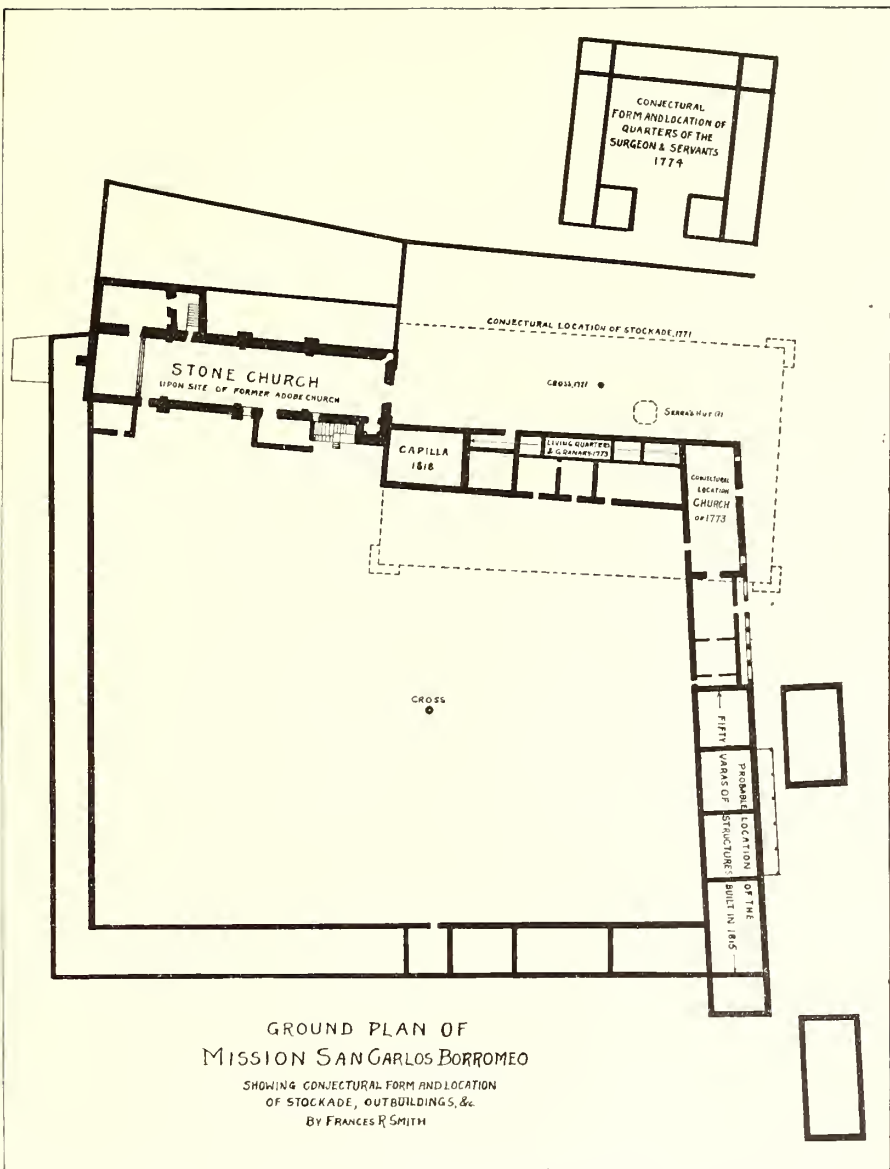 CONJECTURAL
FORM AND LOCATION OF
QUARTERS OF THE
SURGEON & SERVANTS
1774
CONJECTURAL LOCATION OF STOCKADE, 1771
STONE CHURCH
UPON SITE OF FORMER ADOBE CHURCH
CROSS, 1771
SERRA'S HUT 171
CAPILLA
1818
LIVING QUARTERS
& GRANARY 1773
CONJECTURAL
LOCATION
CHURCH
OF 1773
CROSS
FIFTY VARAS OF STRUCTURES BUILT IN 1815
PROBABLE LOCATION OF THE
GROUND PLAN OF
MISSION SAN CARLOS BORROMEO
SHOWING CONJECTURAL FORM AND LOCATION
OF STOCKADE, OUTBUILDINGS, &c.
BY FRANCES R SMITH